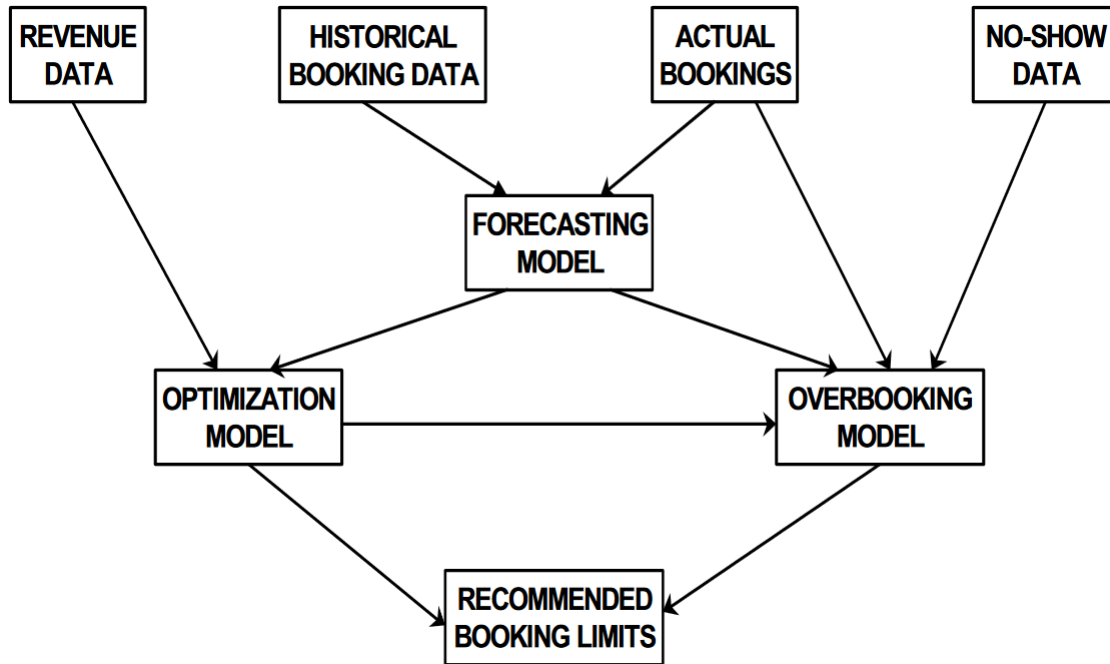 REVENUE
DATA
HISTORICAL
BOOKING DATA
ACTUAL
BOOKINGS
NO-SHOW
DATA
FORECASTING
MODEL
OPTIMIZATION
MODEL
OVERBOOKING
MODEL
RECOMMENDED
BOOKING LIMITS